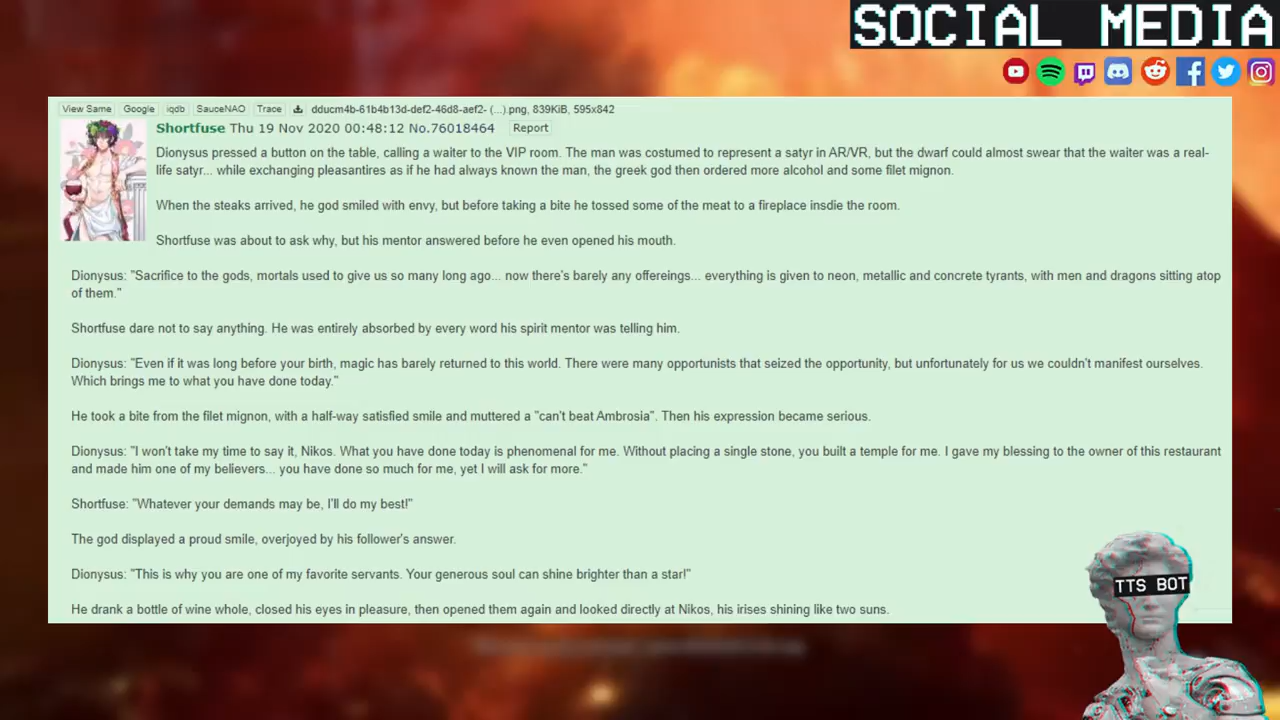 SOCIAL MEDIA
View Same Google iqdb SauceNAO Trace dducm4b-61b4b13d-def2-46d8-aef2- (...).png, 839KiB, 595x842
Shortfuse Thu 19 Nov 2020 00:48:12 No.76018464 Report
Dionysus pressed a button on the table, calling a waiter to the VIP room. The man was costumed to represent a satyr in AR/VR, but the dwarf could almost swear that the waiter was a real-
life satyr... while exchanging pleasantires as if he had always known the man, the greek god then ordered more alcohol and some filet mignon.
When the steaks arrived, he god smiled with envy, but before taking a bite he tossed some of the meat to a fireplace insdie the room.
Shortfuse was about to ask why, but his mentor answered before he even opened his mouth.
Dionysus: "Sacrifice to the gods, mortals used to give us so many long ago... now there's barely any offereings... everything is given to neon, metallic and concrete tyrants, with men and dragons sitting atop
of them."
Shortfuse dare not to say anything. He was entirely absorbed by every word his spirit mentor was telling him.
Dionysus: "Even if it was long before your birth, magic has barely returned to this world. There were many opportunists that seized the opportunity, but unfortunately for us we couldn't manifest ourselves.
Which brings me to what you have done today."
He took a bite from the filet mignon, with a half-way satisfied smile and muttered a "can't beat Ambrosia". Then his expression became serious.
Dionysus: "I won't take my time to say it, Nikos. What you have done today is phenomenal for me. Without placing a single stone, you built a temple for me. I gave my blessing to the owner of this restaurant
and made him one of my believers... you have done so much for me, yet I will ask for more."
Shortfuse: "Whatever your demands may be, I'll do my best!"
The god displayed a proud smile, overjoyed by his follower's answer.
Dionysus: "This is why you are one of my favorite servants. Your generous soul can shine brighter than a star!"
He drank a bottle of wine whole, closed his eyes in pleasure, then opened them again and looked directly at Nikos, his irises shining like two suns.
TTS BOT